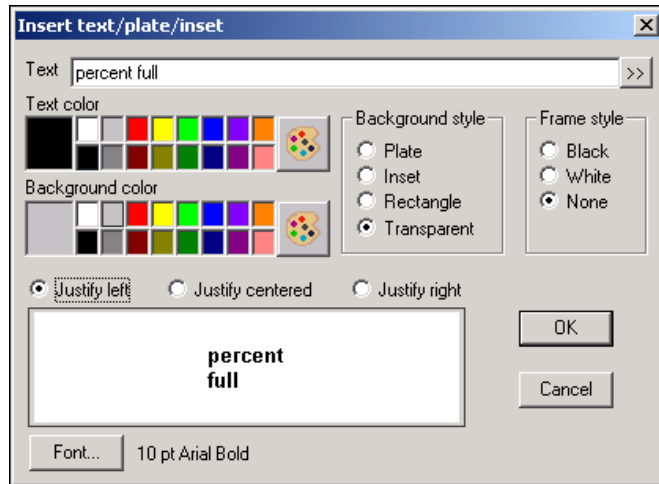 Insert text/plate/inset
Text percent full >>
Text color
Background color
Background style
Plate
Inset
Rectangle
Transparent
Frame style
Black
White
None
Justify left Justify centered Justify right
percent
full
OK
Cancel
Font... 10 pt Arial Bold